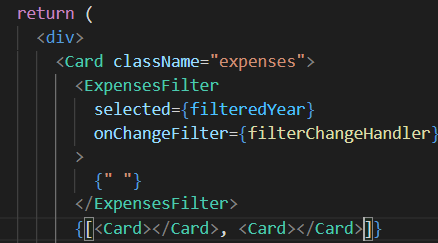 return (
<div>
<Card className="expenses">
<ExpensesFilter
selected={filteredYear}
onChangeFilter={filterChangeHandler}
>
{" "}
</ExpensesFilter>
{[<Card></Card>, <Card></Card>]}